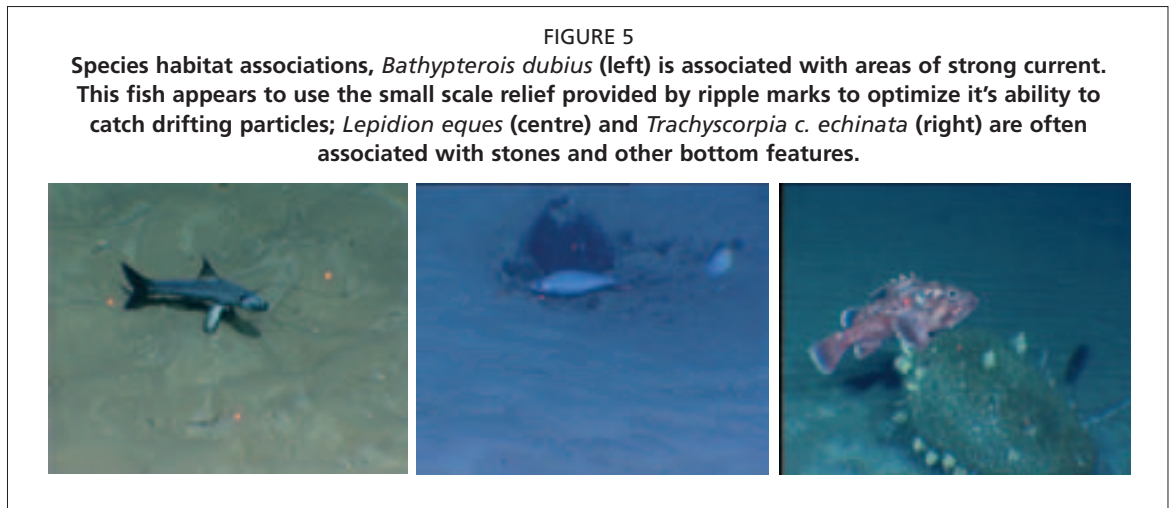 FIGURE 5
Species habitat associations, Bathypterois dubius (left) is associated with areas of strong current.
This fish appears to use the small scale relief provided by ripple marks to optimize it's ability to
catch drifting particles; Lepidion eques (centre) and Trachyscorpia c. echinata (right) are often
associated with stones and other bottom features.